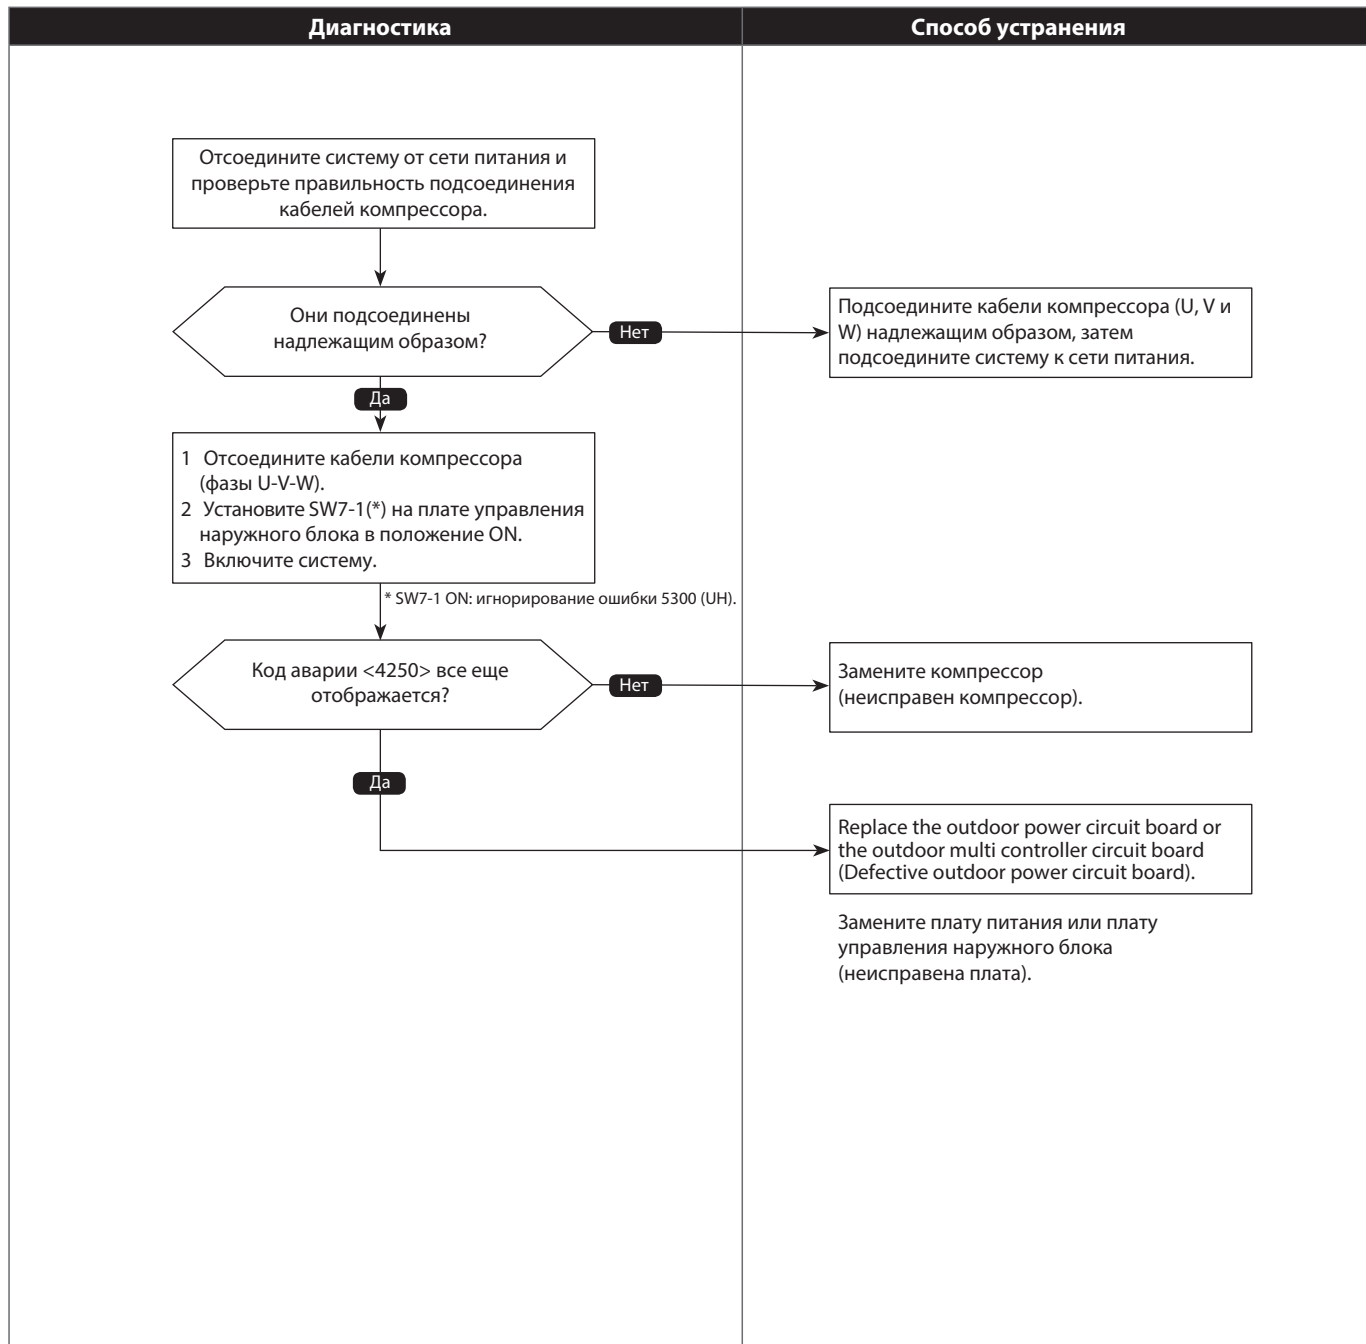 Диагностика
Способ устранения
Отсоедините систему от сети питания и
проверьте правильность подсоединения
кабелей компрессора.
Они подсоединены
надлежащим образом?
Нет
Подсоедините кабели компрессора (U, V и
W) надлежащим образом, затем
подсоедините систему к сети питания.
Да
1 Отсоедините кабели компрессора
(фазы U-V-W).
2 Установите SW7-1(*) на плате управления
наружного блока в положение ON.
3 Включите систему.
* SW7-1 ON: игнорирование ошибки 5300 (UH).
Код аварии <4250> все еще
отображается?
Нет
Замените компрессор
(неисправен компрессор).
Да
Replace the outdoor power circuit board or
the outdoor multi controller circuit board
(Defective outdoor power circuit board).
Замените плату питания или плату
управления наружного блока
(неисправена плата).